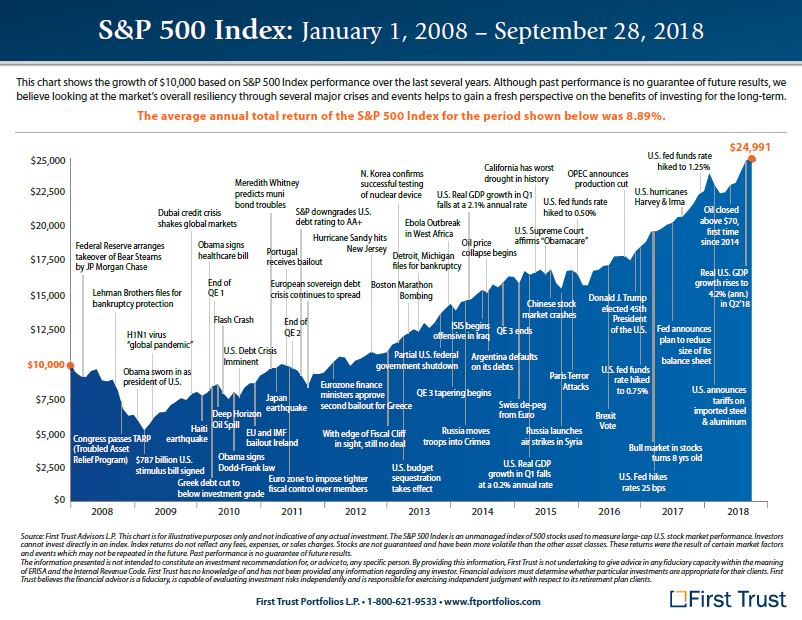 S&P 500 Index: January 1, 2008 – September 28, 2018
This chart shows the growth of $10,000 based on S&P 500 Index performance over the last several years. Although past performance is no guarantee of future results, we
believe looking at the market's overall resiliency through several major crises and events helps to gain a fresh perspective on the benefits of investing for the long-term.
The average annual total return of the S&P 500 Index for the period shown below was 8.89%.
$24,991
$25,000
$22,500
$20,000
$17,500
$15,000
$12,500
$10,000
$7,500
$5,000
$2,500
$0
Federal Reserve arranges
takeover of Bear Stearns
by JP Morgan Chase
Lehman Brothers files for
bankruptcy protection
H1N1 virus
"global pandemic"
Obama sworn in as
president of U.S.
Congress passes TARP
(Troubled Asset
Relief Program)
$787 billion U.S.
stimulus bill signed
Dubai credit crisis
shakes global markets
Obama signs
healthcare bill
End of
QE 1
Flash Crash
U.S. Debt Crisis
Imminent
Haiti
earthquake
Deep Horizon
Oil Spill
Greek debt cut to
below investment grade
Obama signs
Dodd-Frank law
EU and IMF
bailout Ireland
Meredith Whitney
predicts muni
bond troubles
Portugal
receives bailout
S&P downgrades U.S.
debt rating to AA+
European sovereign debt
crisis continues to spread
End of
QE 2
Japan
earthquake
Euro zone to impose tighter
fiscal control over members
Hurricane Sandy hits
New Jersey
Eurozone finance
ministers approve
second bailout for Greece
With edge of Fiscal Cliff
in sight, still no deal
N. Korea confirms
successful testing
of nuclear device
Boston Marathon
Bombing
Detroit, Michigan
files for bankruptcy
Partial U.S. federal
government shutdown
U.S. budget
sequestration
takes effect
QE 3 tapering begins
Russia moves
troops into Crimea
U.S. Real GDP growth in Q1
falls at a 2.1% annual rate
Ebola Outbreak
in West Africa
Oil price
collapse begins
ISIS begins
offensive in Iraq
QE 3 ends
Argentina defaults
on its debts
Swiss de-peg
from Euro
U.S. Real GDP
growth in Q1 falls
at a 0.2% annual rate
California has worst
drought in history
U.S. Supreme Court
affirms "Obamacare"
Chinese stock
market crashes
Russia launches
air strikes in Syria
Paris Terror
Attacks
U.S. fed funds rate
hiked to 0.50%
OPEC announces
production cut
Brexit
Vote
Donald J. Trump
elected 45th
President
of the U.S.
U.S. fed funds
rate hiked
to 0.75%
U.S. Fed hikes
rates 25 bps
Bull market in stocks
turns 8 yrs old
U.S. fed funds rate
hiked to 1.25%
U.S. hurricanes
Harvey & Irma
Fed announces
plan to reduce
size of its
balance sheet
Oil closed
above $70,
first time
since 2014
Real U.S. GDP
growth rises to
4.2% (ann.)
in Q2'18
U.S. announces
tariffs on
imported steel
& aluminum
2008
2009
2010
2011
2012
2013
2014
2015
2016
2017
2018
Source: First Trust Advisors L.P. This chart is for illustrative purposes only and not indicative of any actual investment. The S&P 500 Index is an unmanaged index of 500 stocks used to measure large-cap U.S. stock market performance. Investors
cannot invest directly in an index. Index returns do not reflect any fees, expenses, or sales charges. Stocks are not guaranteed and have been more volatile than the other asset classes. These returns were the result of certain market factors
and events which may not be repeated in the future. Past performance is no guarantee of future results.
The information presented is not intended to constitute an investment recommendation for, or advice to, any specific person. By providing this information, First Trust is not undertaking to give advice in any fiduciary capacity within the meaning
of ERISA and the Internal Revenue Code. First Trust has no knowledge of and has not been provided any information regarding any investor. Financial advisors must determine whether particular investments are appropriate for their clients. First
Trust believes the financial advisor is a fiduciary, is capable of evaluating investment risks independently and is responsible for exercising independent judgment with respect to its retirement plan clients.
First Trust Portfolios L.P. • 1-800-621-9533 • www.ftportfolios.com
First Trust